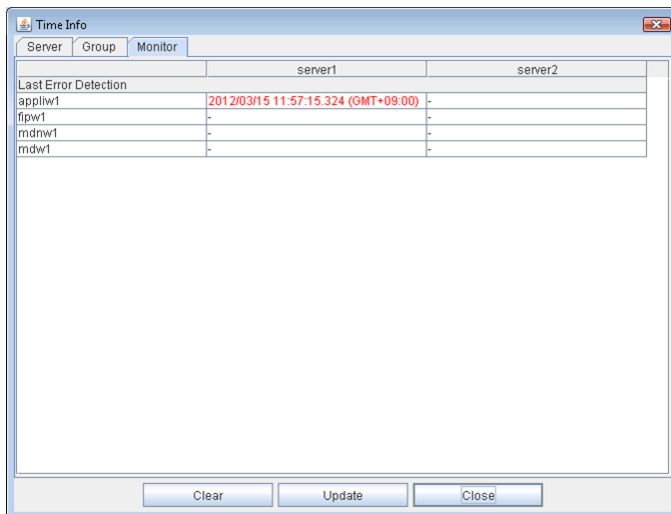 Time Info
Server Group Monitor
server1 server2
Last Error Detection
appliw1 2012/03/15 11:57:15.324 (GMT+09:00) -
fipw1 - -
mdnw1 - -
mdw1 - -
Clear Update Close